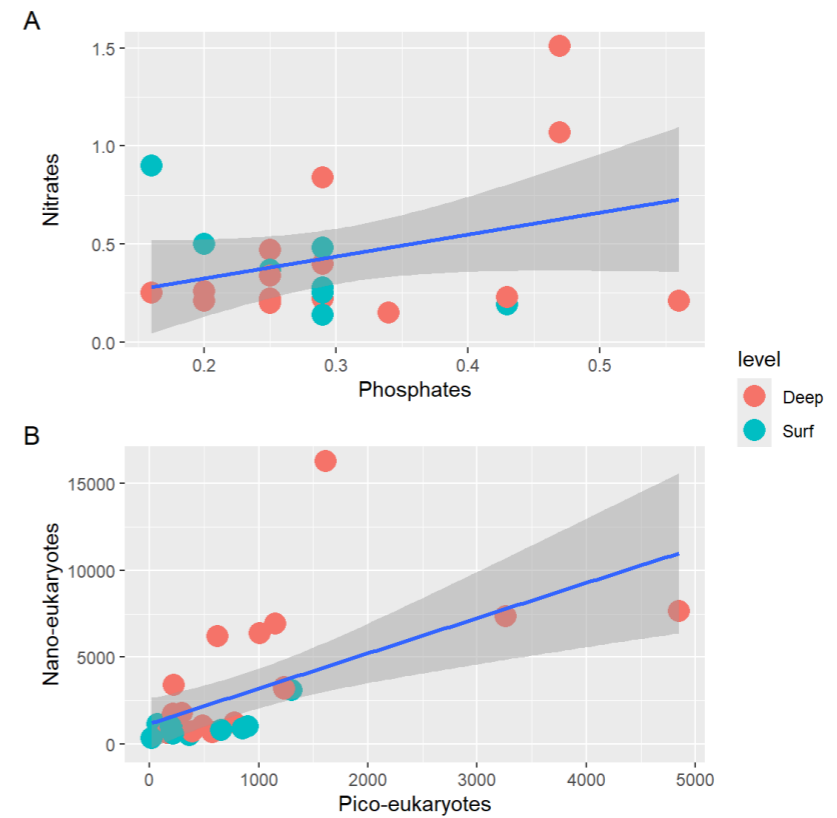 A
Nitrates
1.5
1.0
0.5
0.0
0.2 0.3 0.4 0.5
Phosphates
level
Deep
Surf
B
Nano-eukaryotes
15000
10000
5000
0
0 1000 2000 3000 4000 5000
Pico-eukaryotes